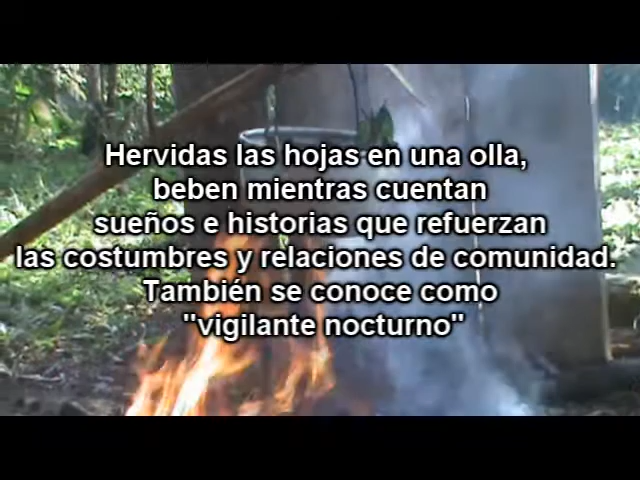 Hervidas las hojas en una olla,
beben mientras cuentan
sueños e historias que refuerzan
las costumbres y relaciones de comunidad.
También se conoce como
"vigilante nocturno"